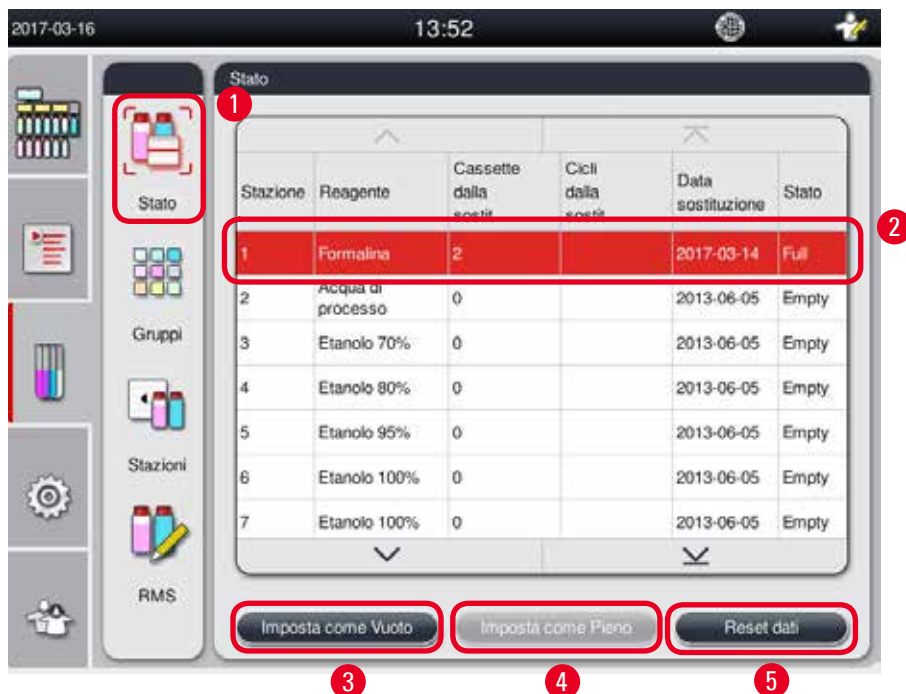 2017-03-16 13:52
Stato
1
Stato
Gruppi
Stazioni
RMS
Stazione Reagente Cassette dalla sostit. Cicli dalla sostit. Data sostituzione Stato
1 Formalina 2 2017-03-14 Full
2
2 Acqua di processo 0 2013-06-05 Empty
3 Etanolo 70% 0 2013-06-05 Empty
4 Etanolo 80% 0 2013-06-05 Empty
5 Etanolo 95% 0 2013-06-05 Empty
6 Etanolo 100% 0 2013-06-05 Empty
7 Etanolo 100% 0 2013-06-05 Empty
Imposta come Vuoto Imposta come Pieno Reset dati
3 4 5